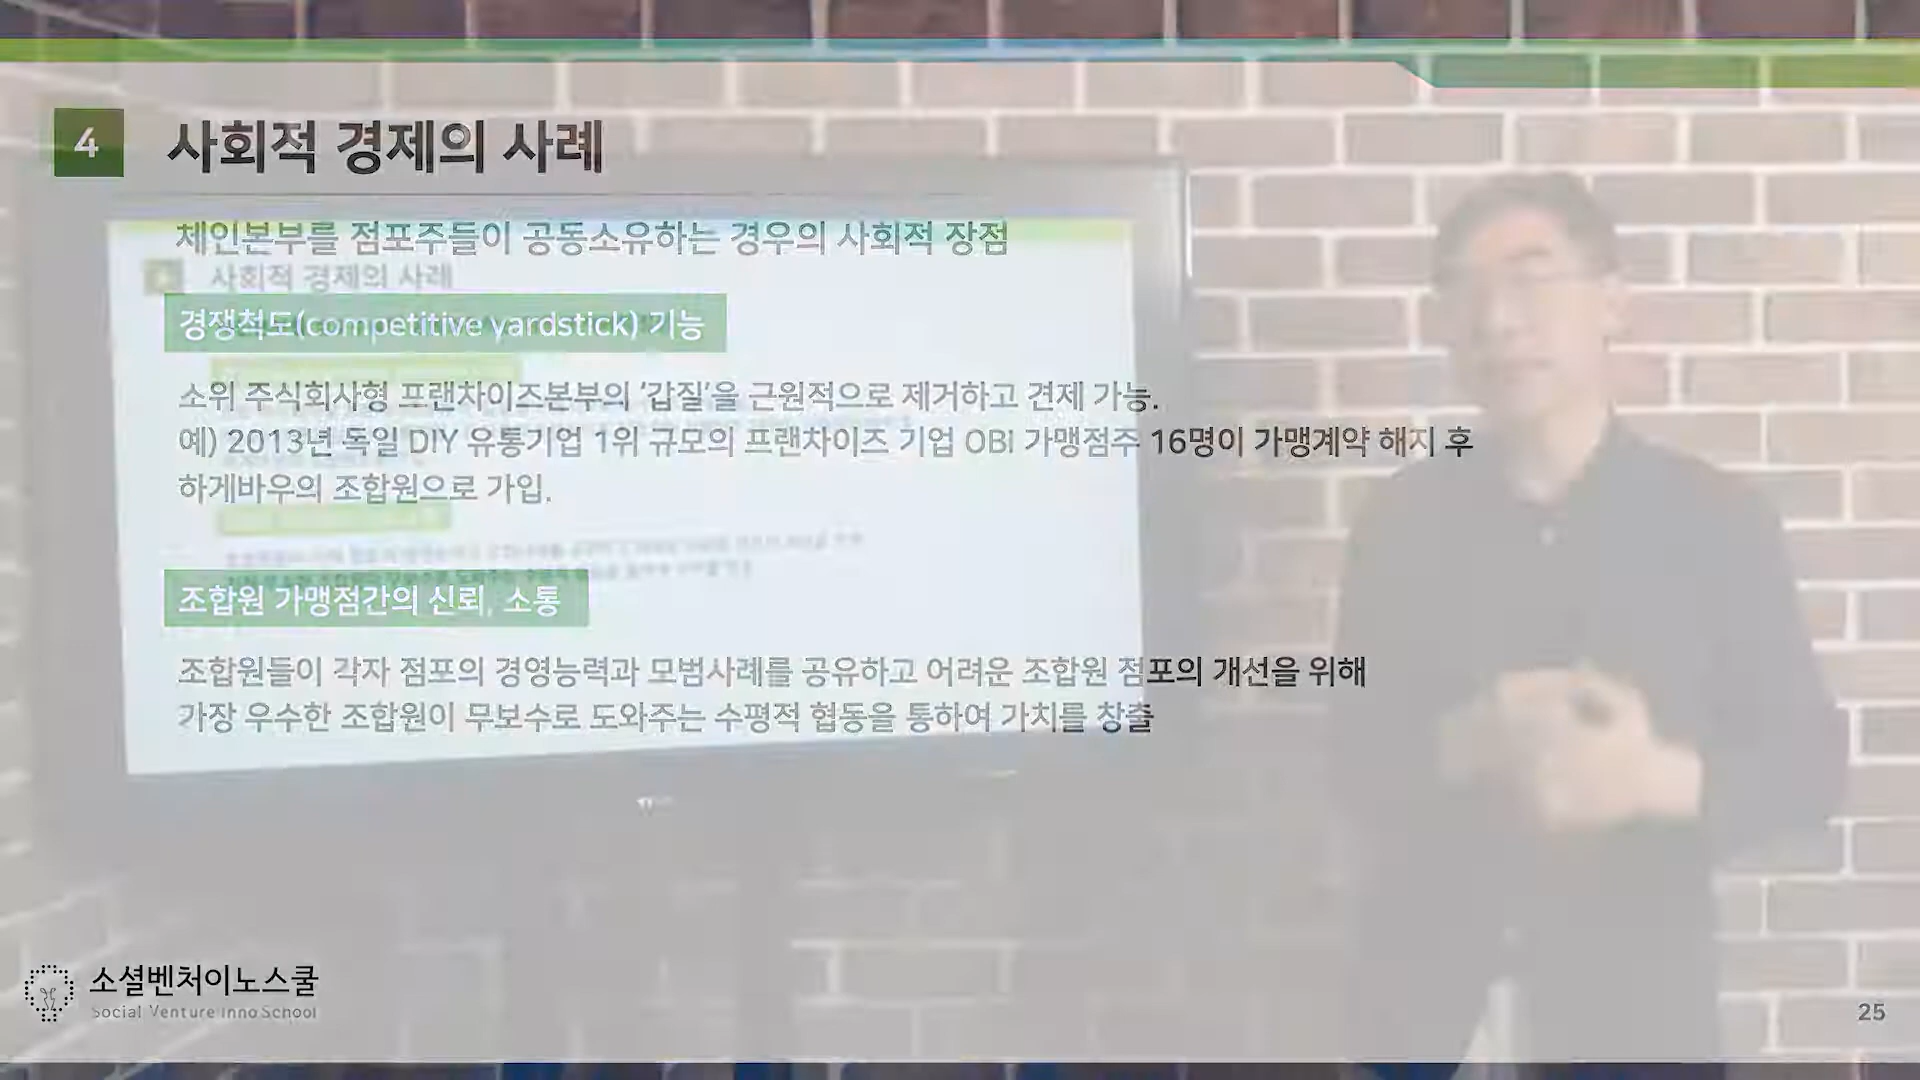 4
사회적 경제의 사례
체인본부를 점포주들이 공동소유하는 경우의 사회적 장점
사회적 경제의 사례
경쟁척도(competitive yardstick) 기능
소위 주식회사형 프랜차이즈본부의 ‘갑질’을 근원적으로 제거하고 견제 가능.
예) 2013년 독일 DIY 유통기업 1위 규모의 프랜차이즈 기업 OBI 가맹점주 16명이 가맹계약 해지 후
하게바우의 조합원으로 가입.
조합원 가맹점간의 신뢰, 소통
조합원들이 각자 점포의 경영능력과 모범사례를 공유하고 어려운 조합원 점포의 개선을 위해
가장 우수한 조합원이 무보수로 도와주는 수평적 협동을 통하여 가치를 창출
소셜벤처이노스쿨
Social Venture Inno School
25